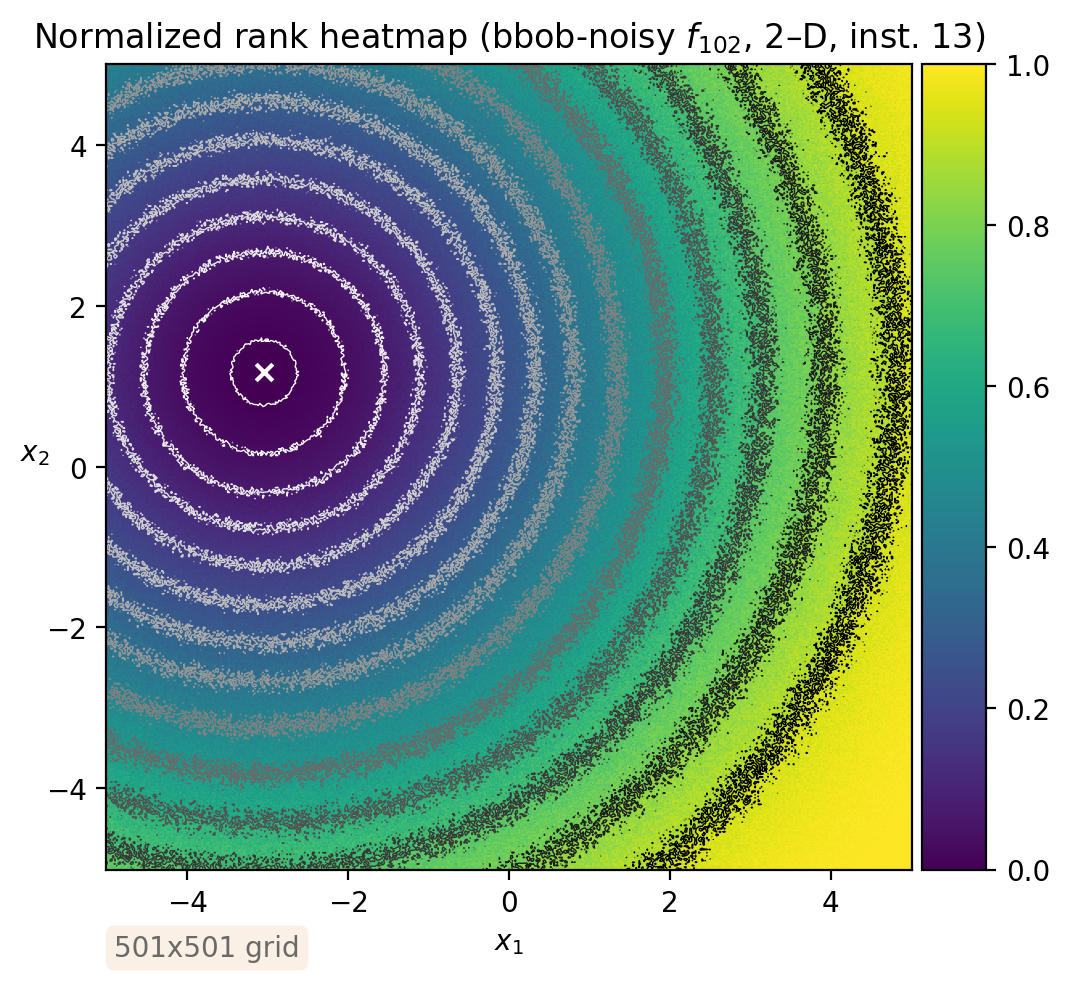 Normalized rank heatmap (bbob-noisy f₁₀₂, 2–D, inst. 13)
1.0
0.8
0.6
0.4
0.2
0.0
4
2
0
−2
−4
x₂
−4 −2 0 2 4
x₁
501x501 grid